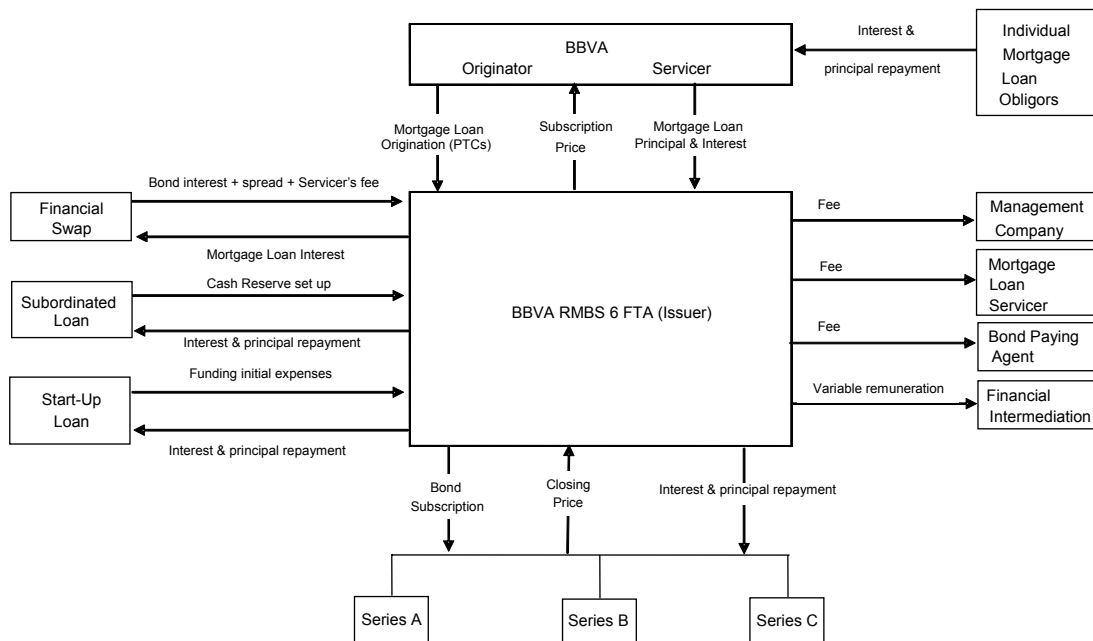 BBVA
Originator Servicer
Interest &
principal repayment
Individual
Mortgage
Loan
Obligors
Mortgage Loan
Origination (PTCs)
Subscription
Price
Mortgage Loan
Principal & Interest
Financial
Swap
Bond interest + spread + Servicer's fee
Mortgage Loan Interest
Subordinated
Loan
Cash Reserve set up
Interest & principal repayment
Start-Up
Loan
Funding initial expenses
Interest & principal repayment
BBVA RMBS 6 FTA (Issuer)
Fee
Management
Company
Fee
Mortgage
Loan
Servicer
Fee
Bond Paying
Agent
Variable remuneration
Financial
Intermediation
Bond
Subscription
Closing
Price
Interest & principal repayment
Series A
Series B
Series C